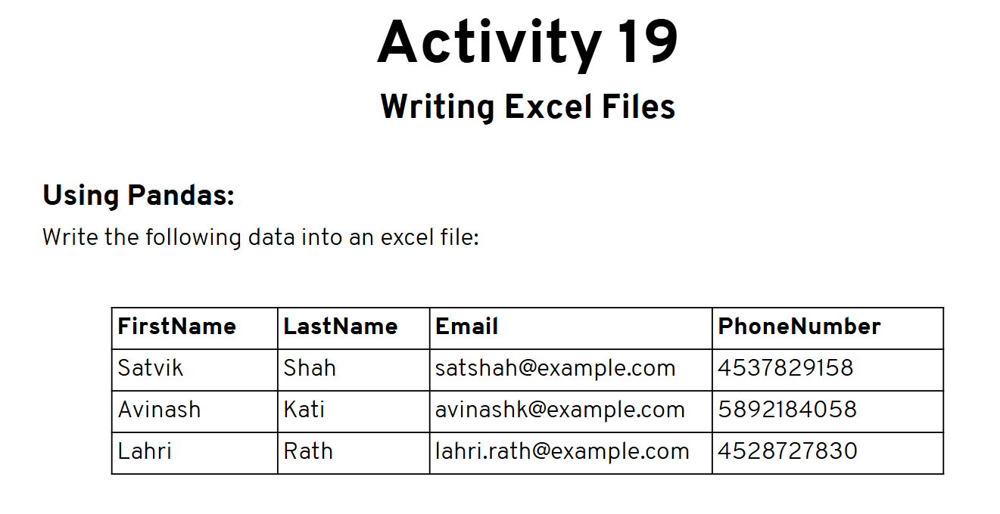 Activity 19
Writing Excel Files
Using Pandas:
Write the following data into an excel file:
FirstName LastName Email PhoneNumber
Satvik Shah satshah@example.com 4537829158
Avinash Kati avinashk@example.com 5892184058
Lahri Rath lahri.rath@example.com 4528727830